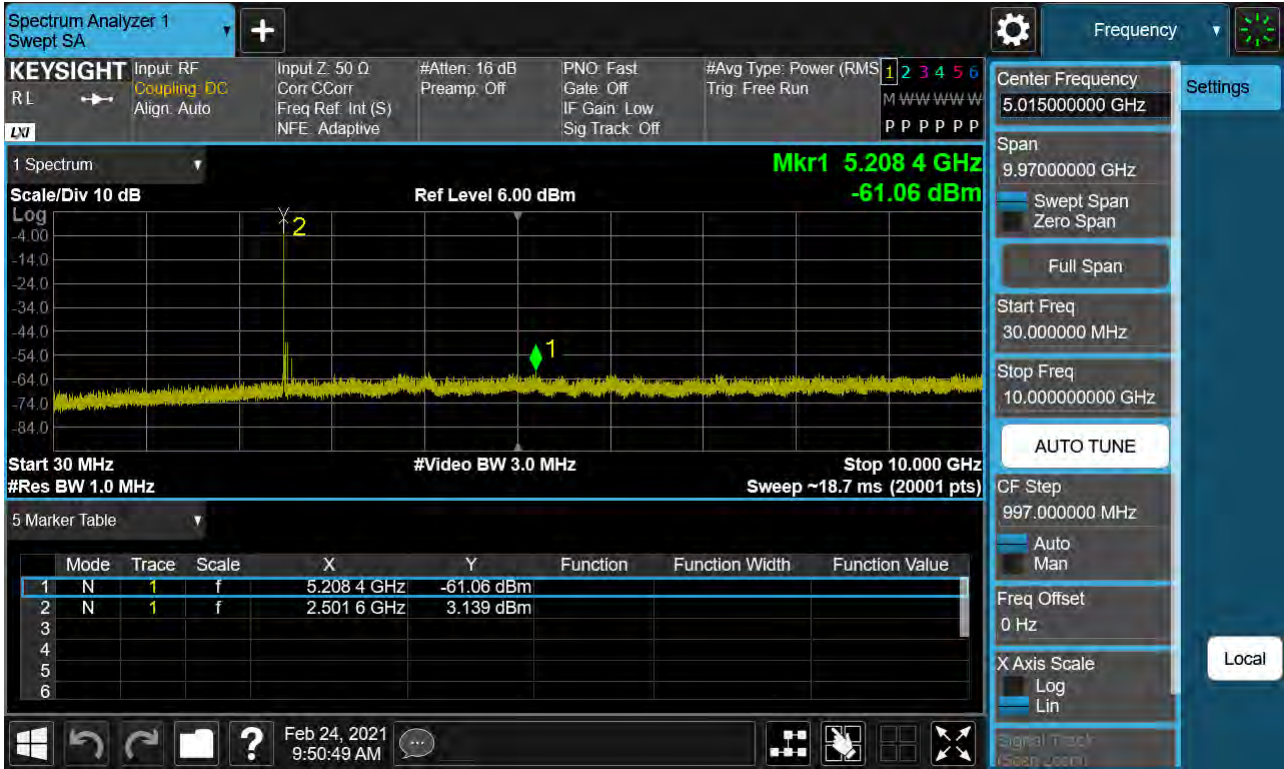 Spectrum Analyzer 1
Swept SA
Frequency
KEYSIGHT
RL
LXI
Input: RF
Coupling: DC
Align: Auto
Input Z: 50 Ω
Corr CCorr
Freq Ref: Int (S)
NFE: Adaptive
#Atten: 16 dB
Preamp: Off
PNO: Fast
Gate: Off
IF Gain: Low
Sig Track: Off
#Avg Type: Power (RMS
Trig: Free Run
1 2 3 4 5 6
M W W W W W
P P P P P P
1 Spectrum
Mkr1 5.208 4 GHz
-61.06 dBm
Scale/Div 10 dB
Ref Level 6.00 dBm
Log
-4.00
-14.0
-24.0
-34.0
-44.0
-54.0
-64.0
-74.0
-84.0
2
1
Start 30 MHz
#Video BW 3.0 MHz
Stop 10.000 GHz
#Res BW 1.0 MHz
Sweep ~18.7 ms (20001 pts)
5 Marker Table
Mode Trace Scale X Y Function Function Width Function Value
1 N 1 f 5.208 4 GHz -61.06 dBm
2 N 1 f 2.501 6 GHz 3.139 dBm
3
4
5
6
Feb 24, 2021
9:50:49 AM
Center Frequency
5.015000000 GHz
Span
9.97000000 GHz
Swept Span
Zero Span
Full Span
Start Freq
30.000000 MHz
Stop Freq
10.000000000 GHz
AUTO TUNE
CF Step
997.000000 MHz
Auto
Man
Freq Offset
0 Hz
X Axis Scale
Log
Lin
Signal Track
(Span Zoom)
Settings
Local